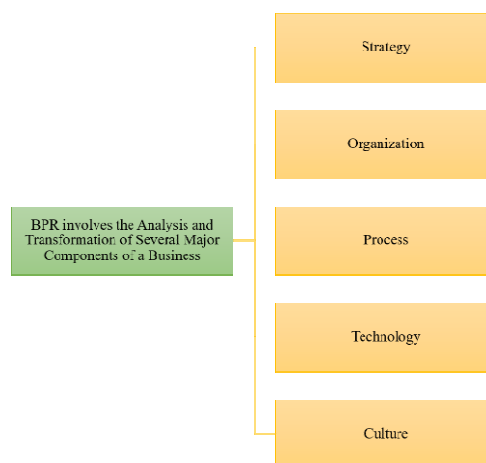 Strategy
Organization
BPR involves the Analysis and
Transformation of Several Major
Components of a Business
Process
Technology
Culture